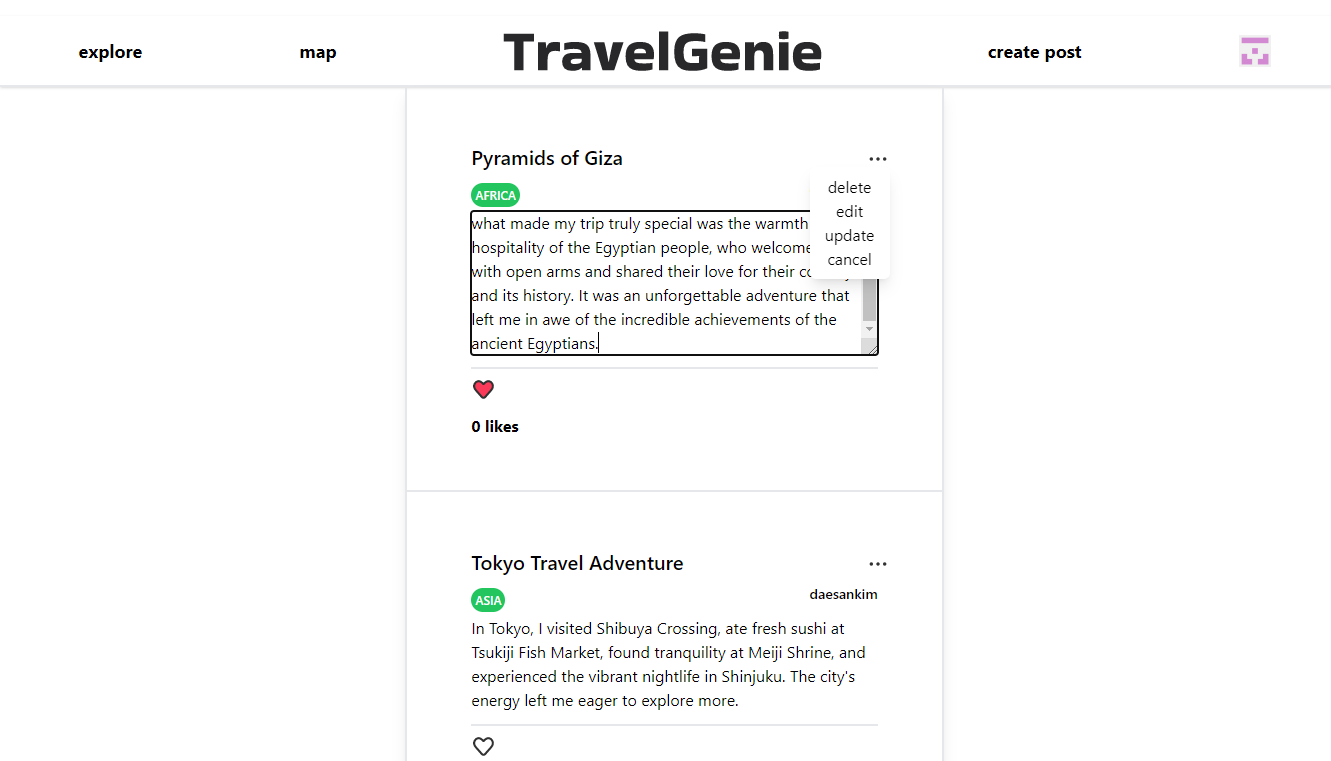 explore
map
TravelGenie
create post
Pyramids of Giza
AFRICA
delete
edit
update
cancel
what made my trip truly special was the warmth
hospitality of the Egyptian people, who welcome
with open arms and shared their love for their
and its history. It was an unforgettable adventure that
left me in awe of the incredible achievements of the
ancient Egyptians.
0 likes
Tokyo Travel Adventure
ASIA
daesankim
In Tokyo, I visited Shibuya Crossing, ate fresh sushi at
Tsukiji Fish Market, found tranquility at Meiji Shrine, and
experienced the vibrant nightlife in Shinjuku. The city's
energy left me eager to explore more.